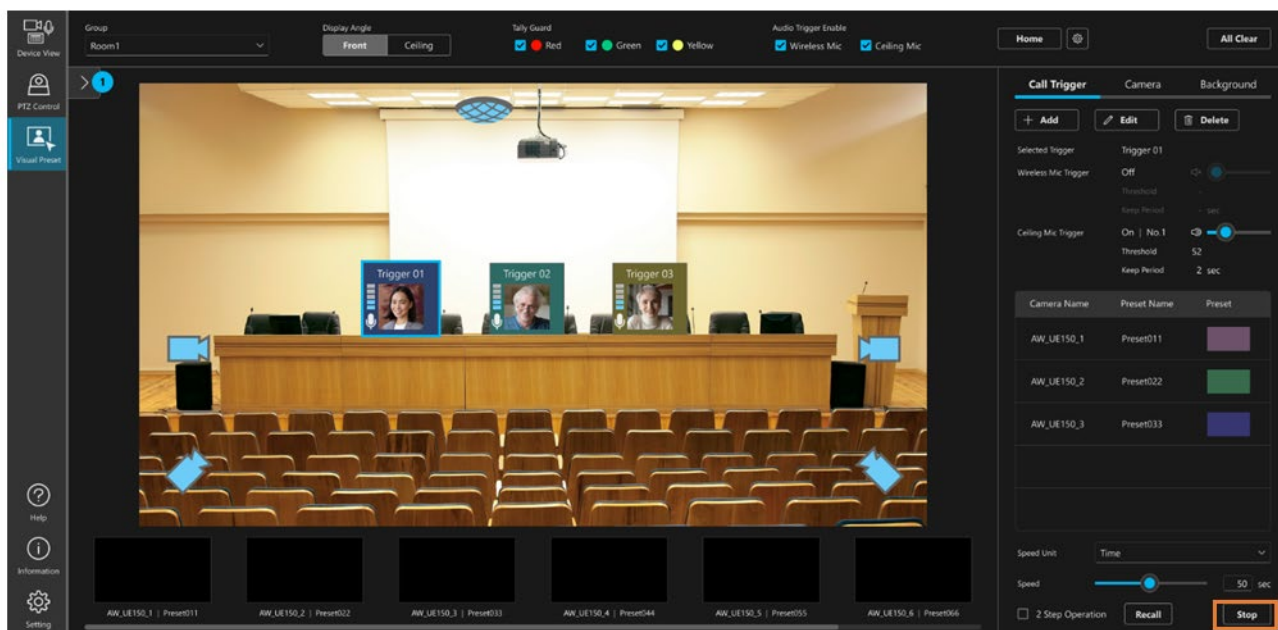 Device View
PTZ Control
Visual Preset
Help
Information
Setting
Group
Room1
Display Angle
Front Ceiling
Tally Guard
Red Green Yellow
Audio Trigger Enable
Wireless Mic Ceiling Mic
Home All Clear
1
Trigger 01 Trigger 02 Trigger 03
AW_UE150_1 | Preset011 AW_UE150_2 | Preset022 AW_UE150_3 | Preset033 AW_UE150_4 | Preset044 AW_UE150_5 | Preset055 AW_UE150_6 | Preset066
Call Trigger Camera Background
+ Add Edit Delete
Selected Trigger Trigger 01
Wireless Mic Trigger Off
Threshold -
Keep Period - sec
Ceiling Mic Trigger On | No.1
Threshold 52
Keep Period 2 sec
Camera Name Preset Name Preset
AW_UE150_1 Preset011
AW_UE150_2 Preset022
AW_UE150_3 Preset033
Speed Unit Time
Speed 50 sec
2 Step Operation Recall Stop